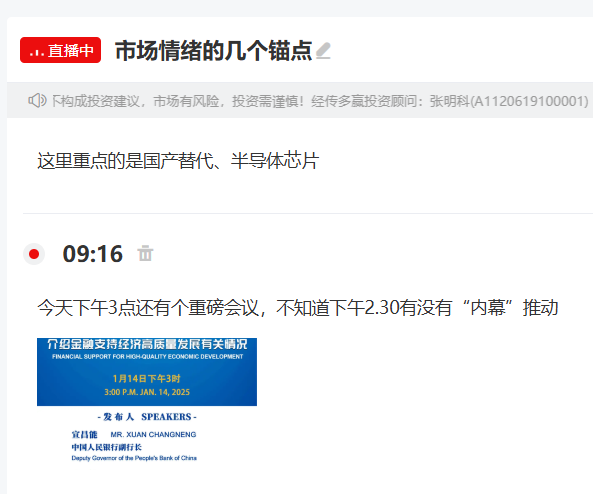 直播中 市场情绪的几个锚点
不构成投资建议，市场有风险，投资需谨慎！经传多赢投资顾问：张明科(A1120619100001)
这里重点的是国产替代、半导体芯片
09:16
今天下午3点还有个重磅会议，不知道下午2.30有没有“内幕”推动
介绍金融支持经济高质量发展有关情况
FINANCIAL SUPPORT FOR HIGH-QUALITY ECONOMIC DEVELOPMENT
1月14日下午3时
3:00 P.M. JAN. 14, 2025
- 发布人 SPEAKERS -
宣昌能 MR. XUAN CHANGNENG
中国人民银行副行长
Deputy Governor of the People's Bank of China